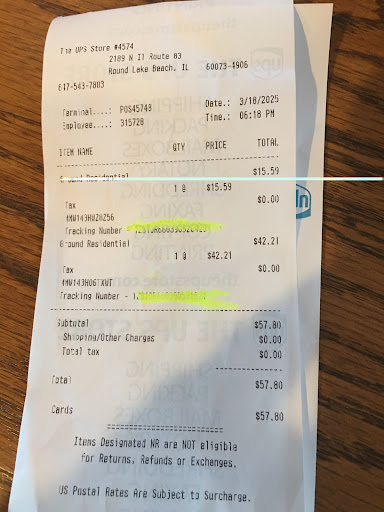 The UPS Store #4574
2189 N Il Route 83
Round Lake Beach, IL 60073-4906
847-543-7803
Terminal....: POS4574B Date.: 3/18/2025
Employee....: 315728 Time.: 06:18 PM
ITEM NAME QTY PRICE TOTAL
Ground Residential $15.59
1 @ $15.59
Tax $0.00
Tracking Number -
Ground Residential $42.21
1 @ $42.21
Tax $0.00
Tracking Number -
Subtotal $57.80
Shipping/Other Charges $0.00
Total tax $0.00
Total $57.80
Cards $57.80
Items Designated NR are NOT eligible
for Returns, Refunds or Exchanges.
US Postal Rates Are Subject to Surcharge.